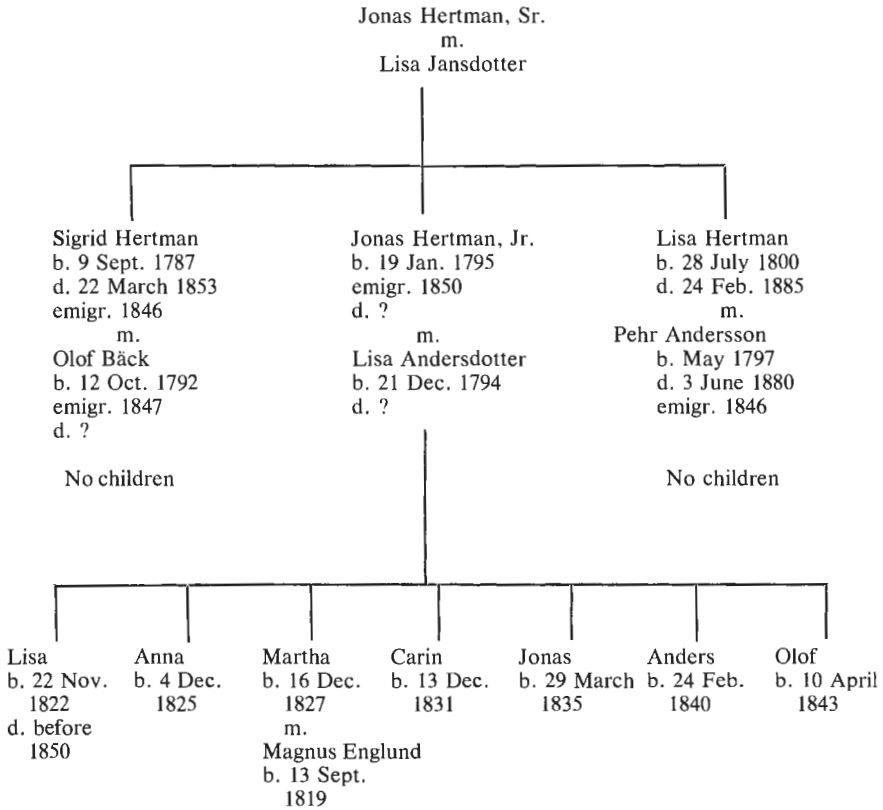 Jonas Hertman, Sr.
m.
Lisa Jansdotter
Sigrid Hertman
b. 9 Sept. 1787
d. 22 March 1853
emigr. 1846
m.
Olof Bäck
b. 12 Oct. 1792
emigr. 1847
d. ?
No children
Jonas Hertman, Jr.
b. 19 Jan. 1795
emigr. 1850
d. ?
m.
Lisa Andersdotter
b. 21 Dec. 1794
d. ?
Lisa Hertman
b. 28 July 1800
d. 24 Feb. 1885
m.
Pehr Andersson
b. May 1797
d. 3 June 1880
emigr. 1846
No children
Lisa
b. 22 Nov.
1822
d. before
1850
Anna
b. 4 Dec.
1825
Martha
b. 16 Dec.
1827
m.
Magnus Englund
b. 13 Sept.
1819
Carin
b. 13 Dec.
1831
Jonas
b. 29 March
1835
Anders
b. 24 Feb.
1840
Olof
b. 10 April
1843